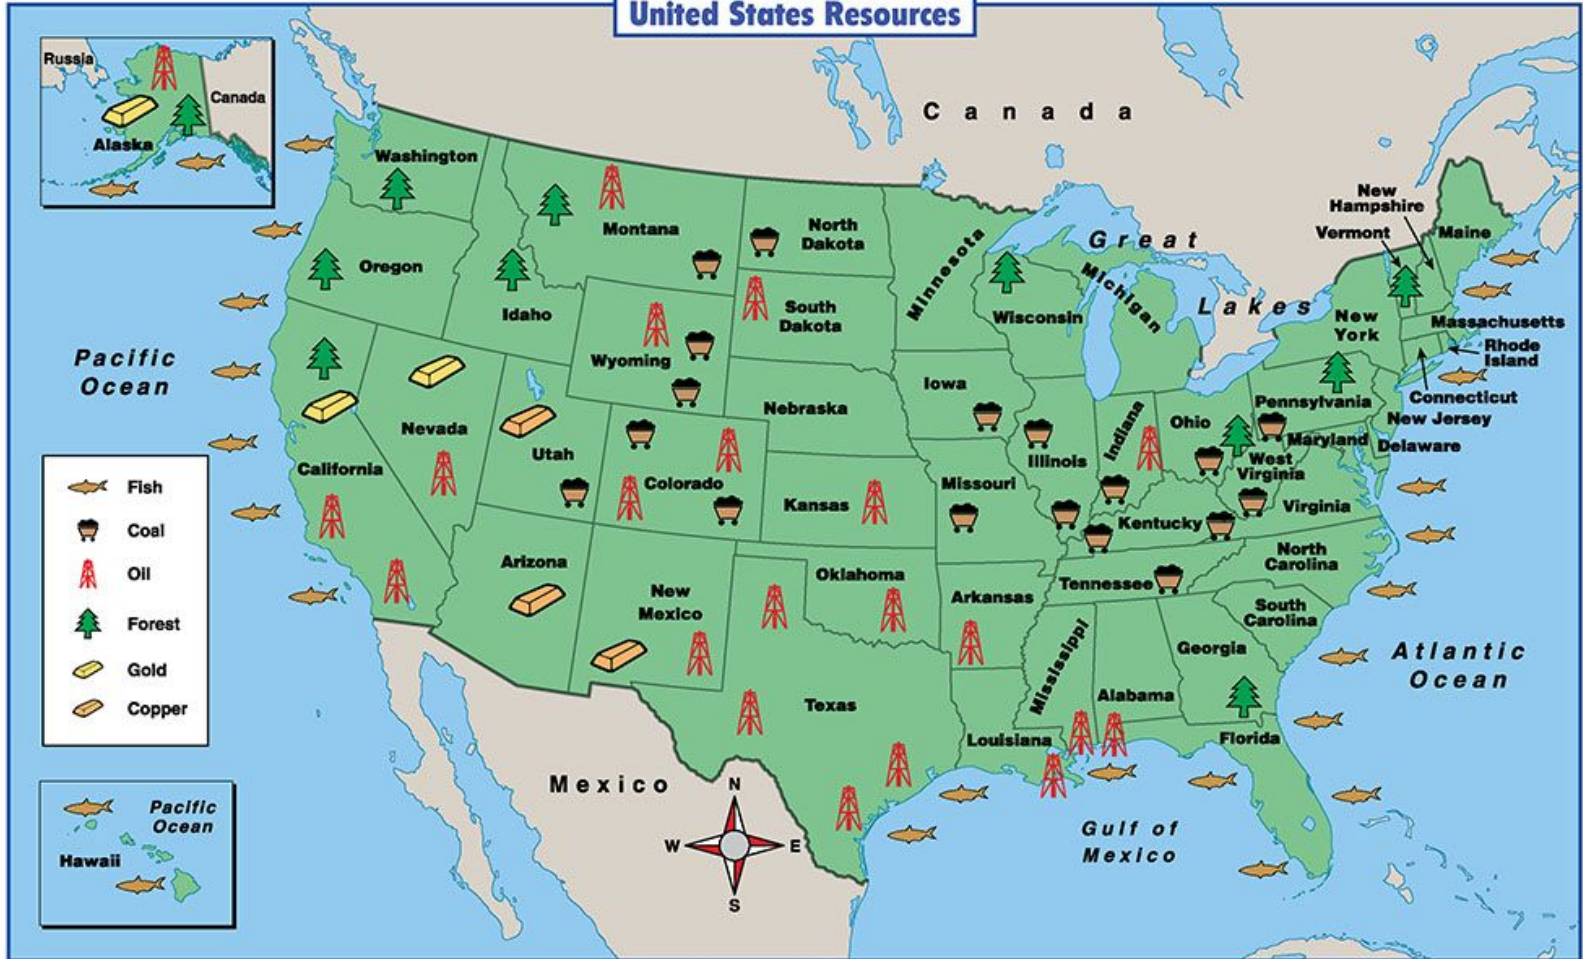 United States Resources
Russia
Canada
Alaska
Canada
Washington
Oregon
Idaho
Montana
North
Dakota
South
Dakota
Minnesota
Wisconsin
Michigan
Great
Lakes
New
Hampshire
Vermont
Maine
New
York
Massachusetts
Rhode
Island
Connecticut
New Jersey
Pennsylvania
Maryland
Delaware
Pacific
Ocean
Wyoming
Nebraska
Iowa
Illinois
Indiana
Ohio
West
Virginia
Virginia
California
Nevada
Utah
Colorado
Kansas
Missouri
Kentucky
Tennessee
North
Carolina
South
Carolina
Arizona
New
Mexico
Oklahoma
Arkansas
Mississippi
Alabama
Georgia
Texas
Louisiana
Florida
Atlantic
Ocean
Fish
Coal
Oil
Forest
Gold
Copper
Mexico
N
W
E
S
Gulf of
Mexico
Pacific
Ocean
Hawaii